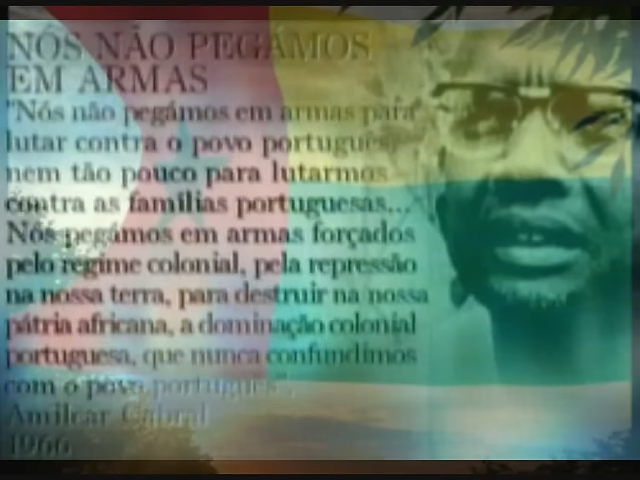 NÓS NÃO PEGÁMOS
EM ARMAS
"Nós não pegámos em armas para
lutar contra o povo português,
nem tão pouco para lutarmos
contra as famílias portuguesas...
Nós pegámos em armas forçados
pelo regime colonial, pela repressão
na nossa terra, para destruir na nossa
pátria africana, a dominação colonial
portuguesa, que nunca confundimos
com o povo português".
Amílcar Cabral
1966